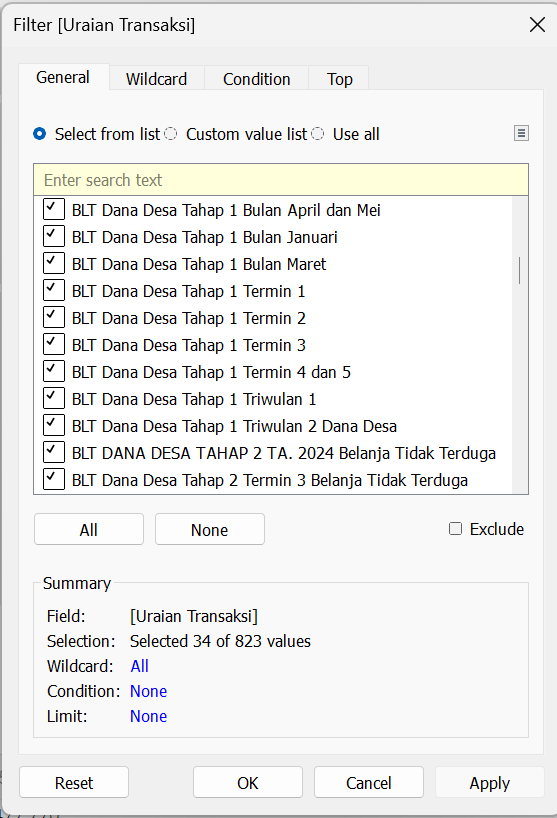 Filter [Uraian Transaksi]
General Wildcard Condition Top
Select from list Custom value list Use all
Enter search text
BLT Dana Desa Tahap 1 Bulan April dan Mei
BLT Dana Desa Tahap 1 Bulan Januari
BLT Dana Desa Tahap 1 Bulan Maret
BLT Dana Desa Tahap 1 Termin 1
BLT Dana Desa Tahap 1 Termin 2
BLT Dana Desa Tahap 1 Termin 3
BLT Dana Desa Tahap 1 Termin 4 dan 5
BLT Dana Desa Tahap 1 Triwulan 1
BLT Dana Desa Tahap 1 Triwulan 2 Dana Desa
BLT DANA DESA TAHAP 2 TA. 2024 Belanja Tidak Terduga
BLT Dana Desa Tahap 2 Termin 3 Belanja Tidak Terduga
All None Exclude
Summary
Field: [Uraian Transaksi]
Selection: Selected 34 of 823 values
Wildcard: All
Condition: None
Limit: None
Reset OK Cancel Apply